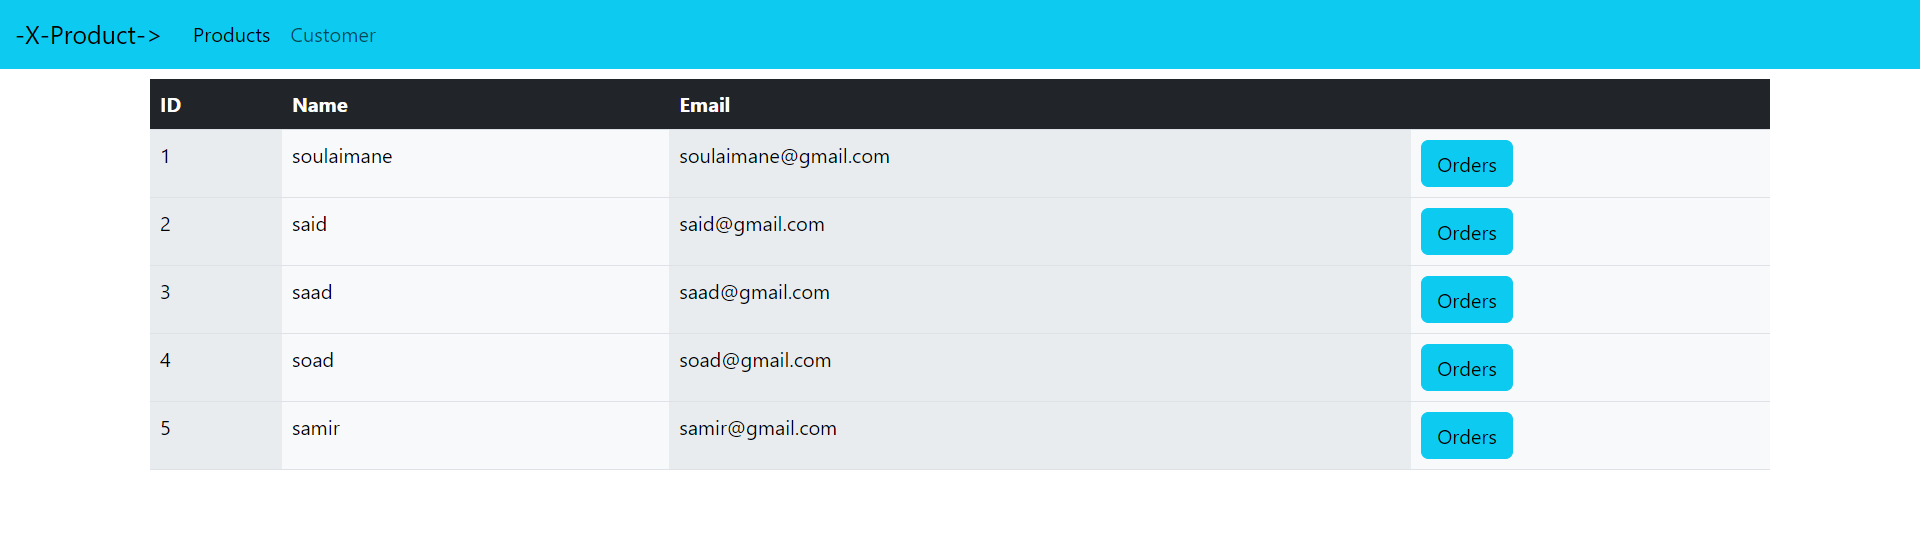 -X-Product-> Products Customer
ID Name Email
1 soulaimane soulaimane@gmail.com Orders
2 said said@gmail.com Orders
3 saad saad@gmail.com Orders
4 soad soad@gmail.com Orders
5 samir samir@gmail.com Orders